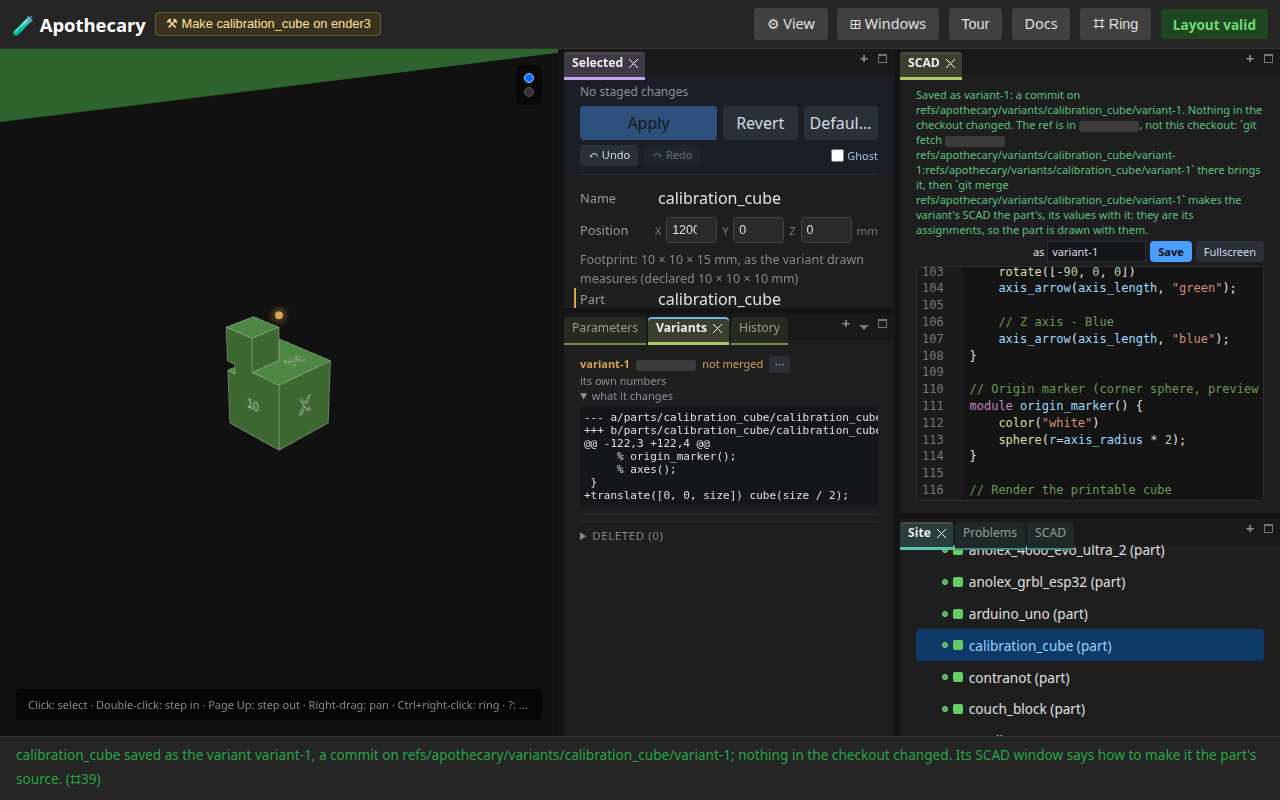 🧪 Apothecary
⚒ Make calibration_cube on ender3
⚙ View
⊞ Windows
Tour
Docs
⌗ Ring
Layout valid
Click: select · Double-click: step in · Page Up: step out · Right-drag: pan · Ctrl+right-click: ring · ?: ...
10
X
Selected
No staged changes
Apply
Revert
Defaul...
↶ Undo
↷ Redo
Ghost
Name calibration_cube
Position X 1200 Y 0 Z 0 mm
Footprint: 10 × 10 × 15 mm, as the variant drawn
measures (declared 10 × 10 × 10 mm)
Part calibration_cube
Parameters
Variants
History
variant-1 not merged ···
its own numbers
▼ what it changes
--- a/parts/calibration_cube/calibration_cube
+++ b/parts/calibration_cube/calibration_cube
@@ -122,3 +122,4 @@
% origin_marker();
% axes();
}
+translate([0, 0, size]) cube(size / 2);
▶ DELETED (0)
SCAD
Saved as variant-1: a commit on
refs/apothecary/variants/calibration_cube/variant-1. Nothing in the
checkout changed. The ref is in , not this checkout: `git
fetch
refs/apothecary/variants/calibration_cube/variant-
1:refs/apothecary/variants/calibration_cube/variant-1` there brings
it, then `git merge
refs/apothecary/variants/calibration_cube/variant-1` makes the
variant's SCAD the part's, its values with it: they are its
assignments, so the part is drawn with them.
as variant-1 Save Fullscreen
103 rotate([-90, 0, 0])
104 axis_arrow(axis_length, "green");
105
106 // Z axis - Blue
107 axis_arrow(axis_length, "blue");
108 }
109
110 // Origin marker (corner sphere, preview
111 module origin_marker() {
112 color("white")
113 sphere(r=axis_radius * 2);
114 }
115
116 // Render the printable cube
Site
Problems
SCAD
anolex_4060_evo_ultra_2 (part)
anolex_grbl_esp32 (part)
arduino_uno (part)
calibration_cube (part)
contranot (part)
couch_block (part)
calibration_cube saved as the variant variant-1, a commit on refs/apothecary/variants/calibration_cube/variant-1; nothing in the checkout changed. Its SCAD window says how to make it the part's
source. (⌗39)